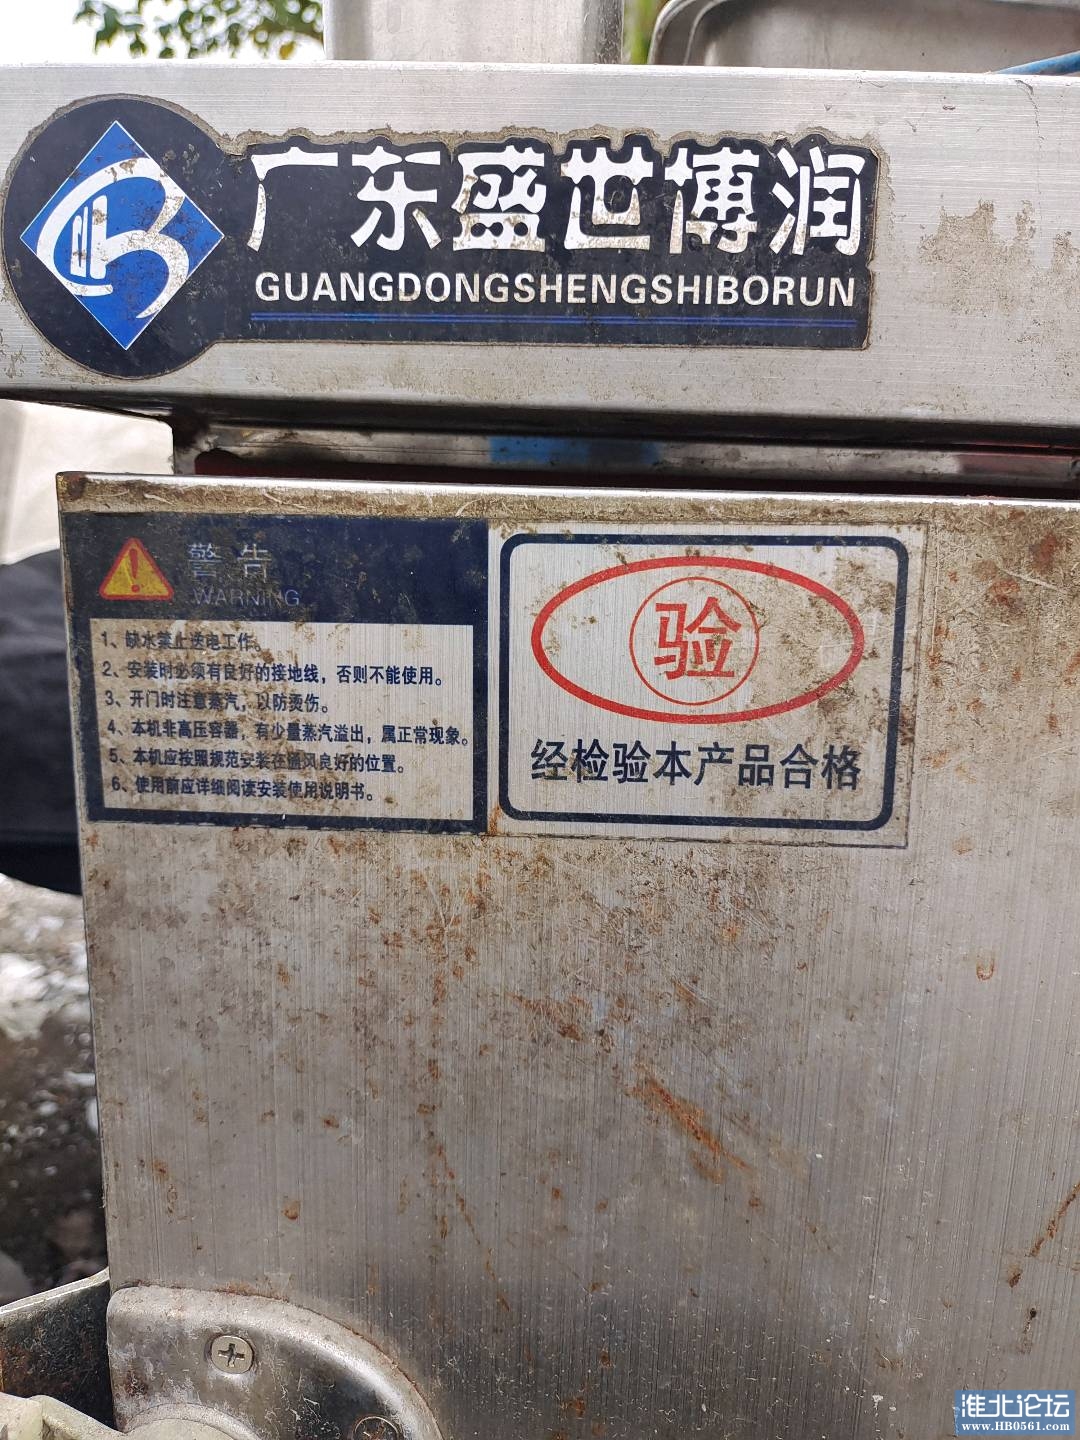 广东盛世博润
GUANGDONGSHENGSHIBORUN
警告
WARNING
1、缺水禁止送电工作。
2、安装时必须有良好的接地线，否则不能使用。
3、开门时注意蒸汽，以防烫伤。
4、本机非高压容器，有少量蒸汽溢出，属正常现象。
5、本机应按照规范安装在通风良好的位置。
6、使用前应详细阅读安装使用说明书。
验
经检验本产品合格
淮北论坛
www.HB0561.com